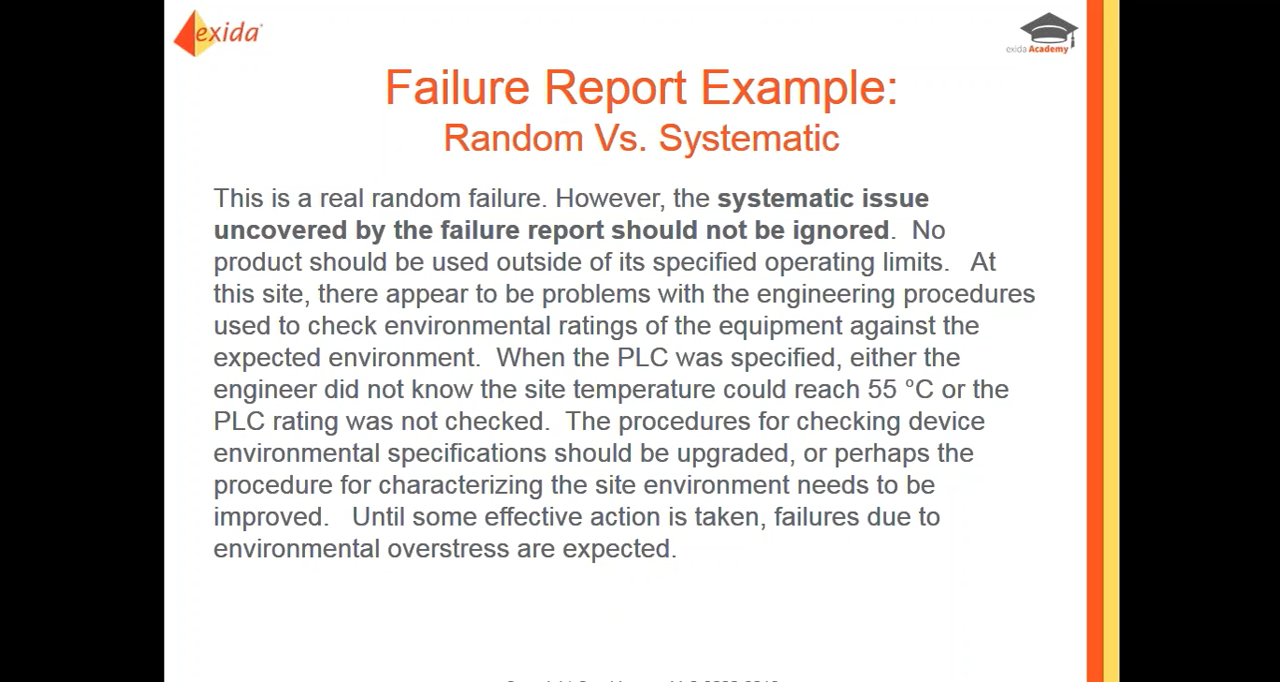 exida
exida Academy
Failure Report Example:
Random Vs. Systematic
This is a real random failure. However, the systematic issue
uncovered by the failure report should not be ignored. No
product should be used outside of its specified operating limits. At
this site, there appear to be problems with the engineering procedures
used to check environmental ratings of the equipment against the
expected environment. When the PLC was specified, either the
engineer did not know the site temperature could reach 55 °C or the
PLC rating was not checked. The procedures for checking device
environmental specifications should be upgraded, or perhaps the
procedure for characterizing the site environment needs to be
improved. Until some effective action is taken, failures due to
environmental overstress are expected.